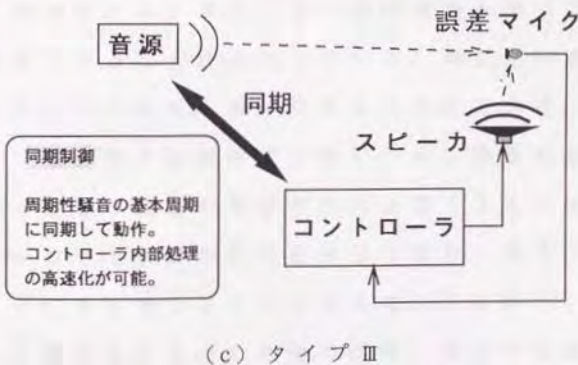 誤差マイク
音源
同期
スピーカ
同期制御
周期性騒音の基本周期
に同期して動作。
コントローラ内部処理
の高速化が可能。
コントローラ
(c) タイプⅢ